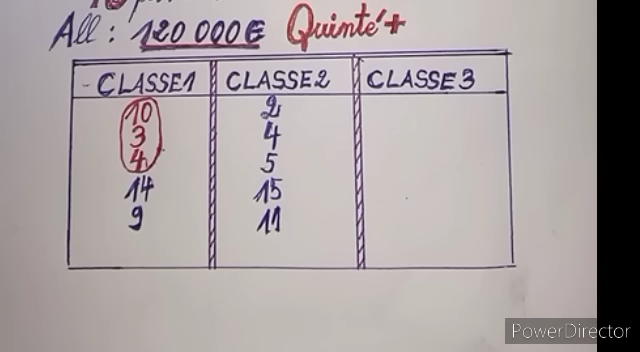 All : 120 000€ Quinté+
- CLASSE1 CLASSE2 CLASSE3
10 2
3 4
4 5
14 15
9 11
PowerDirector